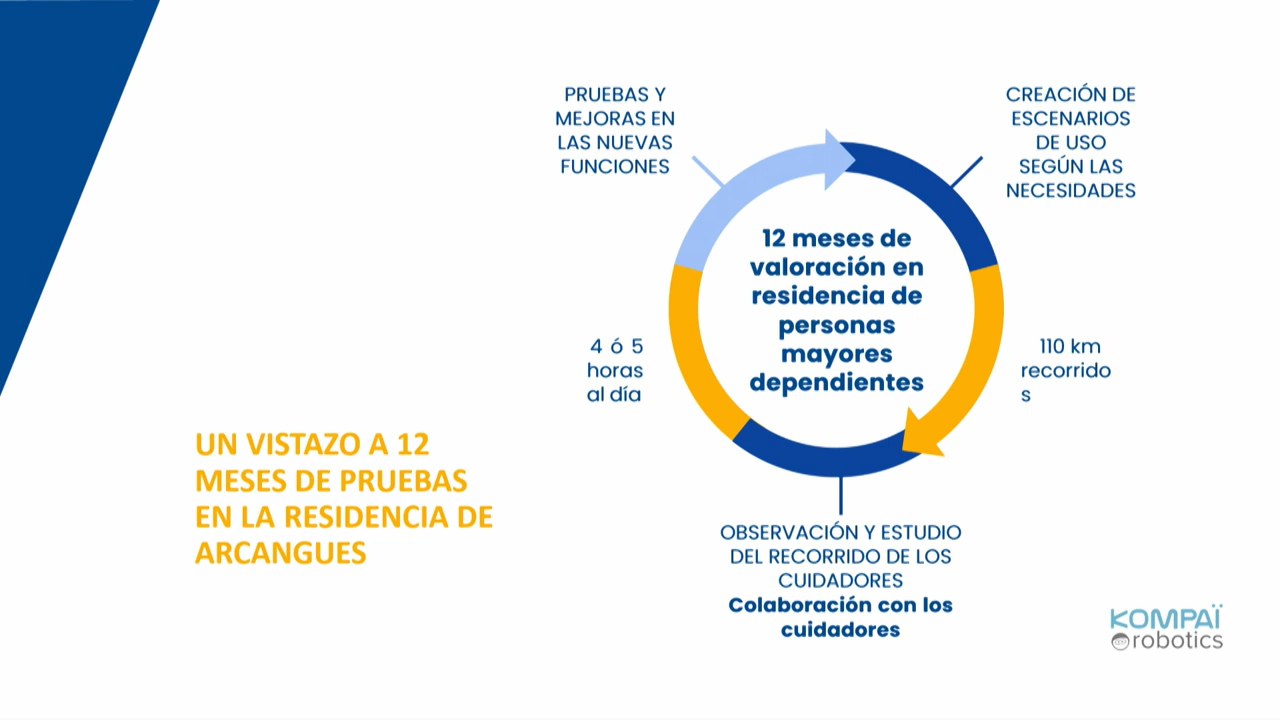 PRUEBAS Y
MEJORAS EN
LAS NUEVAS
FUNCIONES
CREACIÓN DE
ESCENARIOS
DE USO
SEGÚN LAS
NECESIDADES
12 meses de
valoración en
residencia de
personas
mayores
dependientes
4 ó 5
horas
al día
110 km
recorrido
s
UN VISTAZO A 12
MESES DE PRUEBAS
EN LA RESIDENCIA DE
ARCANGUES
OBSERVACIÓN Y ESTUDIO
DEL RECORRIDO DE LOS
CUIDADORES
Colaboración con los
cuidadores
KOMPAÏ
robotics